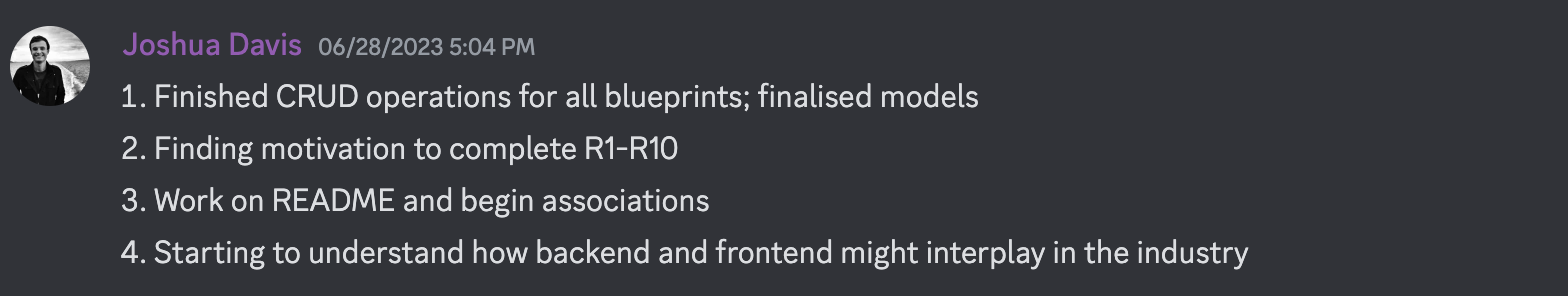 Joshua Davis 06/28/2023 5:04 PM
1. Finished CRUD operations for all blueprints; finalised models
2. Finding motivation to complete R1-R10
3. Work on README and begin associations
4. Starting to understand how backend and frontend might interplay in the industry